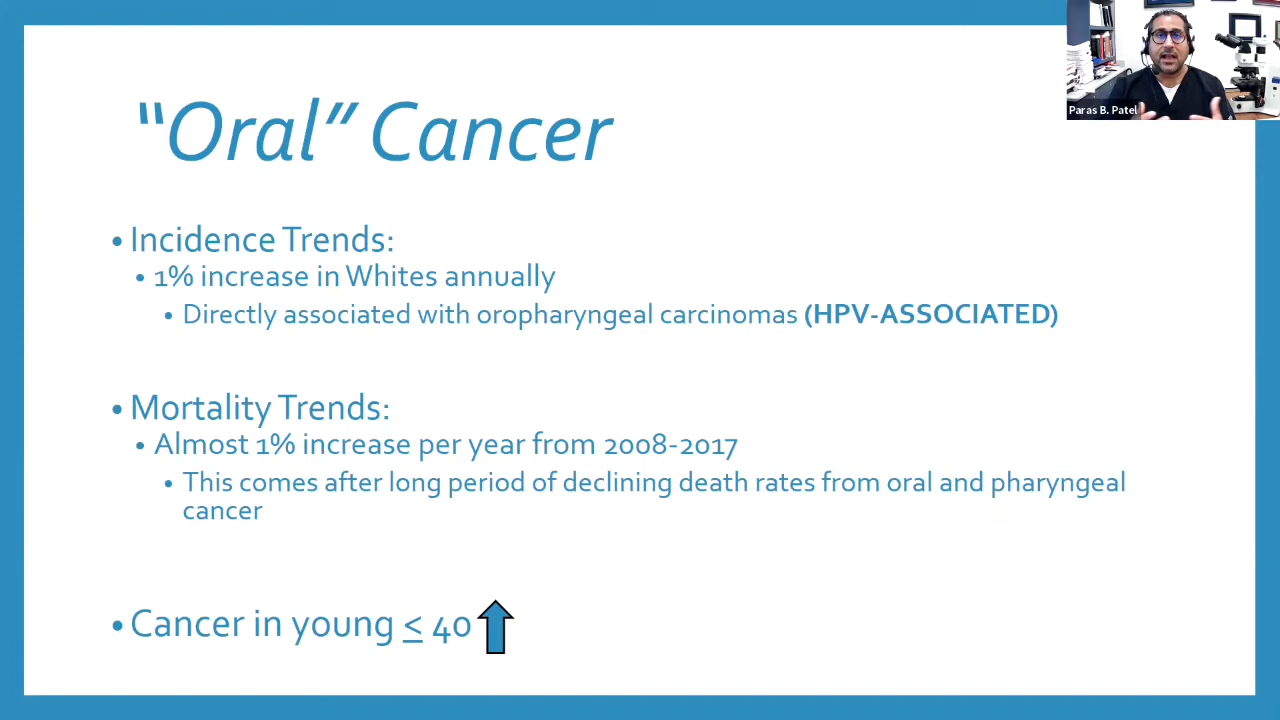 “Oral” Cancer
Paras B. Patel
• Incidence Trends:
• 1% increase in Whites annually
• Directly associated with oropharyngeal carcinomas (HPV-ASSOCIATED)
• Mortality Trends:
• Almost 1% increase per year from 2008-2017
• This comes after long period of declining death rates from oral and pharyngeal
cancer
• Cancer in young ≤ 40